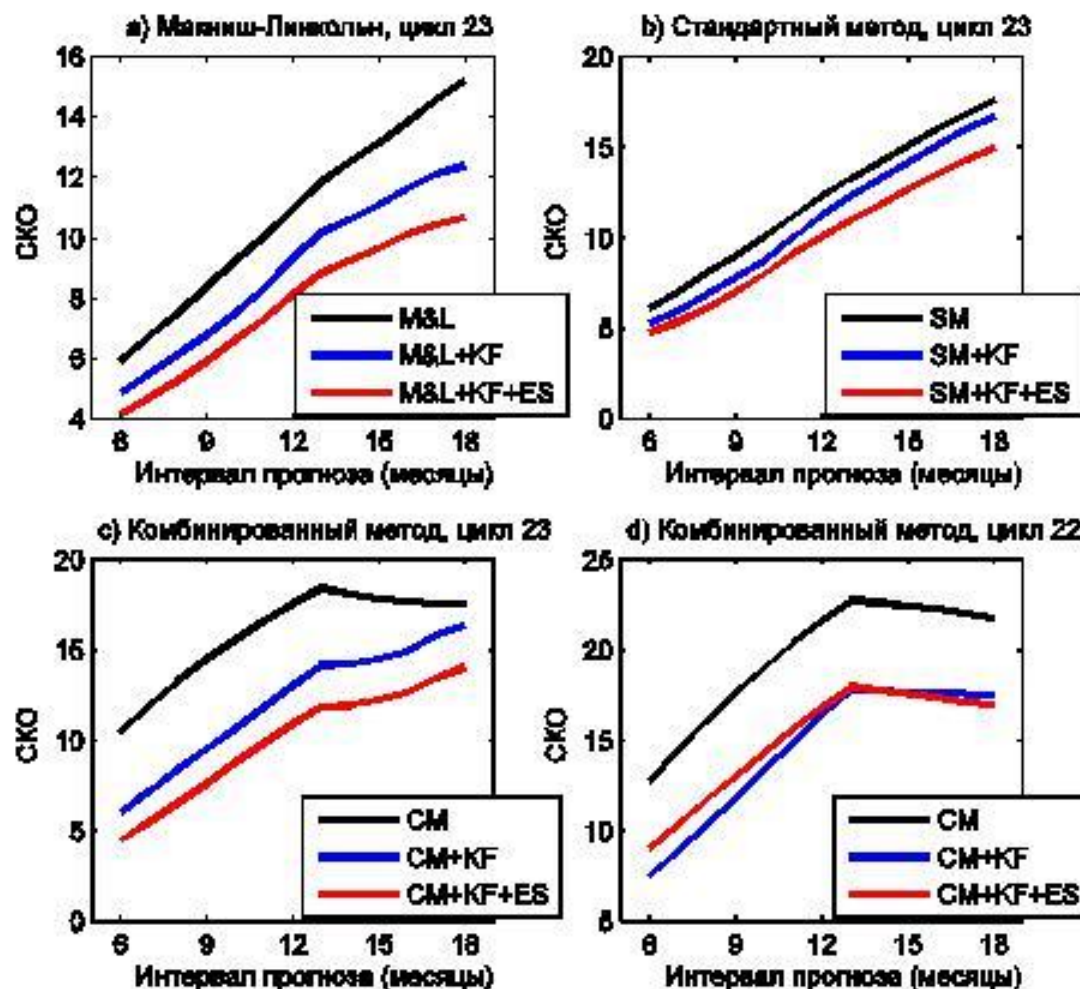 a) Макниш-Линкольн, цикл 23
16
14
12
10
8
6
4
СКО
M&L
M&L+KF
M&L+KF+ES
6 9 12 15 18
Интервал прогноза (месяцы)
b) Стандартный метод, цикл 23
20
15
10
5
0
СКО
SM
SM+KF
SM+KF+ES
6 9 12 15 18
Интервал прогноза (месяцы)
c) Комбинированный метод, цикл 23
20
15
10
5
0
СКО
CM
CM+KF
CM+KF+ES
6 9 12 15 18
Интервал прогноза (месяцы)
d) Комбинированный метод, цикл 22
25
20
15
10
5
СКО
CM
CM+KF
CM+KF+ES
6 9 12 15 18
Интервал прогноза (месяцы)